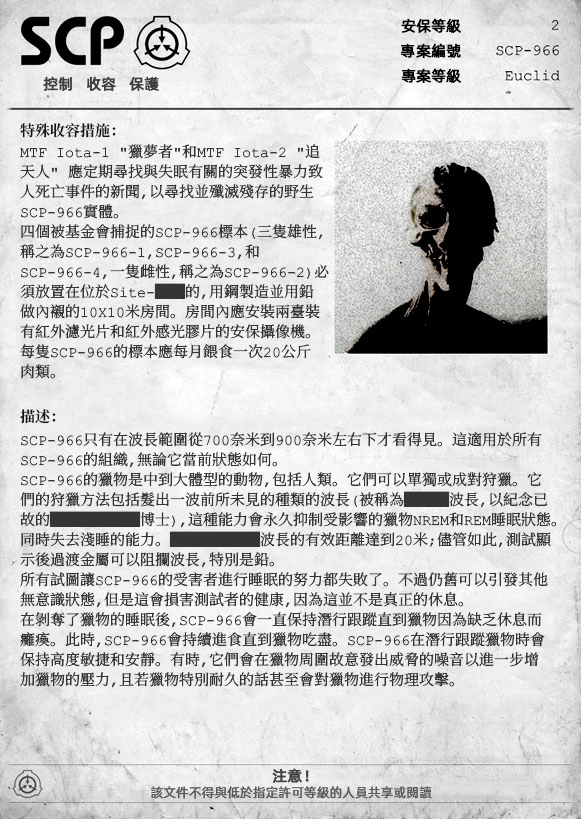 SCP
控制 收容 保護
安保等級 2
專案編號 SCP-966
專案等級 Euclid
特殊收容措施:
MTF Iota-1 "獵夢者"和MTF Iota-2 "追
天人" 應定期尋找與失眠有關的突發性暴力致
人死亡事件的新聞,以尋找並殲滅殘存的野生
SCP-966實體。
四個被基金會捕捉的SCP-966標本(三隻雄性,
稱之為SCP-966-1,SCP-966-3,和
SCP-966-4,一隻雌性,稱之為SCP-966-2)必
須放置在位於Site-的,用鋼製造並用鉛
做內襯的10X10米房間。房間內應安裝兩臺裝
有紅外濾光片和紅外感光膠片的安保攝像機。
每隻SCP-966的標本應每月餵食一次20公斤
肉類。
描述:
SCP-966只有在波長範圍從700奈米到900奈米左右下才看得見。這適用於所有
SCP-966的組織,無論它當前狀態如何。
SCP-966的獵物是中到大體型的動物,包括人類。它們可以單獨或成對狩獵。它
們的狩獵方法包括髮出一波前所未見的種類的波長(被稱為波長,以紀念已
故的博士),這種能力會永久抑制受影響的獵物NREM和REM睡眠狀態。
同時失去淺睡的能力。波長的有效距離達到20米;儘管如此,測試顯
示後過渡金屬可以阻攔波長,特別是鉛。
所有試圖讓SCP-966的受害者進行睡眠的努力都失敗了。不過仍舊可以引發其他
無意識狀態,但是這會損害測試者的健康,因為這並不是真正的休息。
在剝奪了獵物的睡眠後,SCP-966會一直保持潛行跟蹤直到獵物因為缺乏休息而
癱瘓。此時,SCP-966會持續進食直到獵物吃盡。SCP-966在潛行跟蹤獵物時會
保持高度敏捷和安靜。有時,它們會在獵物周圍故意發出威脅的噪音以進一步增
加獵物的壓力,且若獵物特別耐久的話甚至會對獵物進行物理攻擊。
注意!
該文件不得與低於指定許可等級的人員共享或閱讀